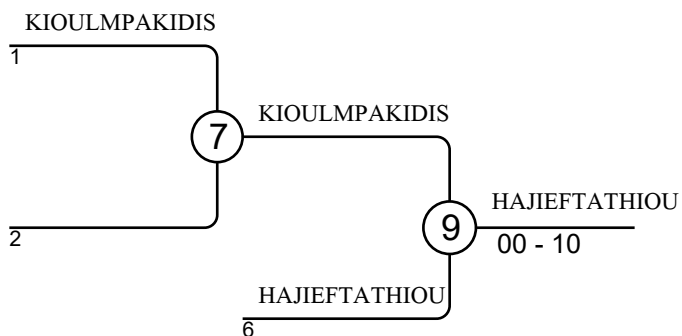 KIOULMPAKIDIS
1
7
KIOULMPAKIDIS
2
9
HAJIEFTATHIOU
00 - 10
HAJIEFTATHIOU
6